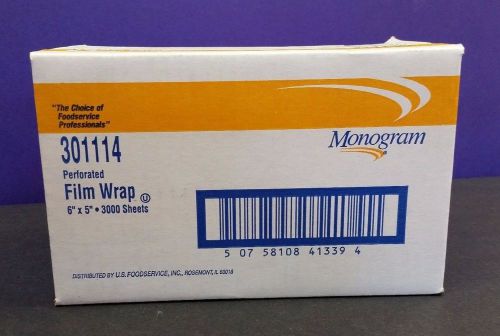 "The Choice of
Foodservice
Professionals"
301114
Perforated
Film Wrap U
6" x 5" • 3000 Sheets
Monogram®
5 07 58108 41339 4
DISTRIBUTED BY U.S. FOODSERVICE, INC., ROSEMONT, IL 60018